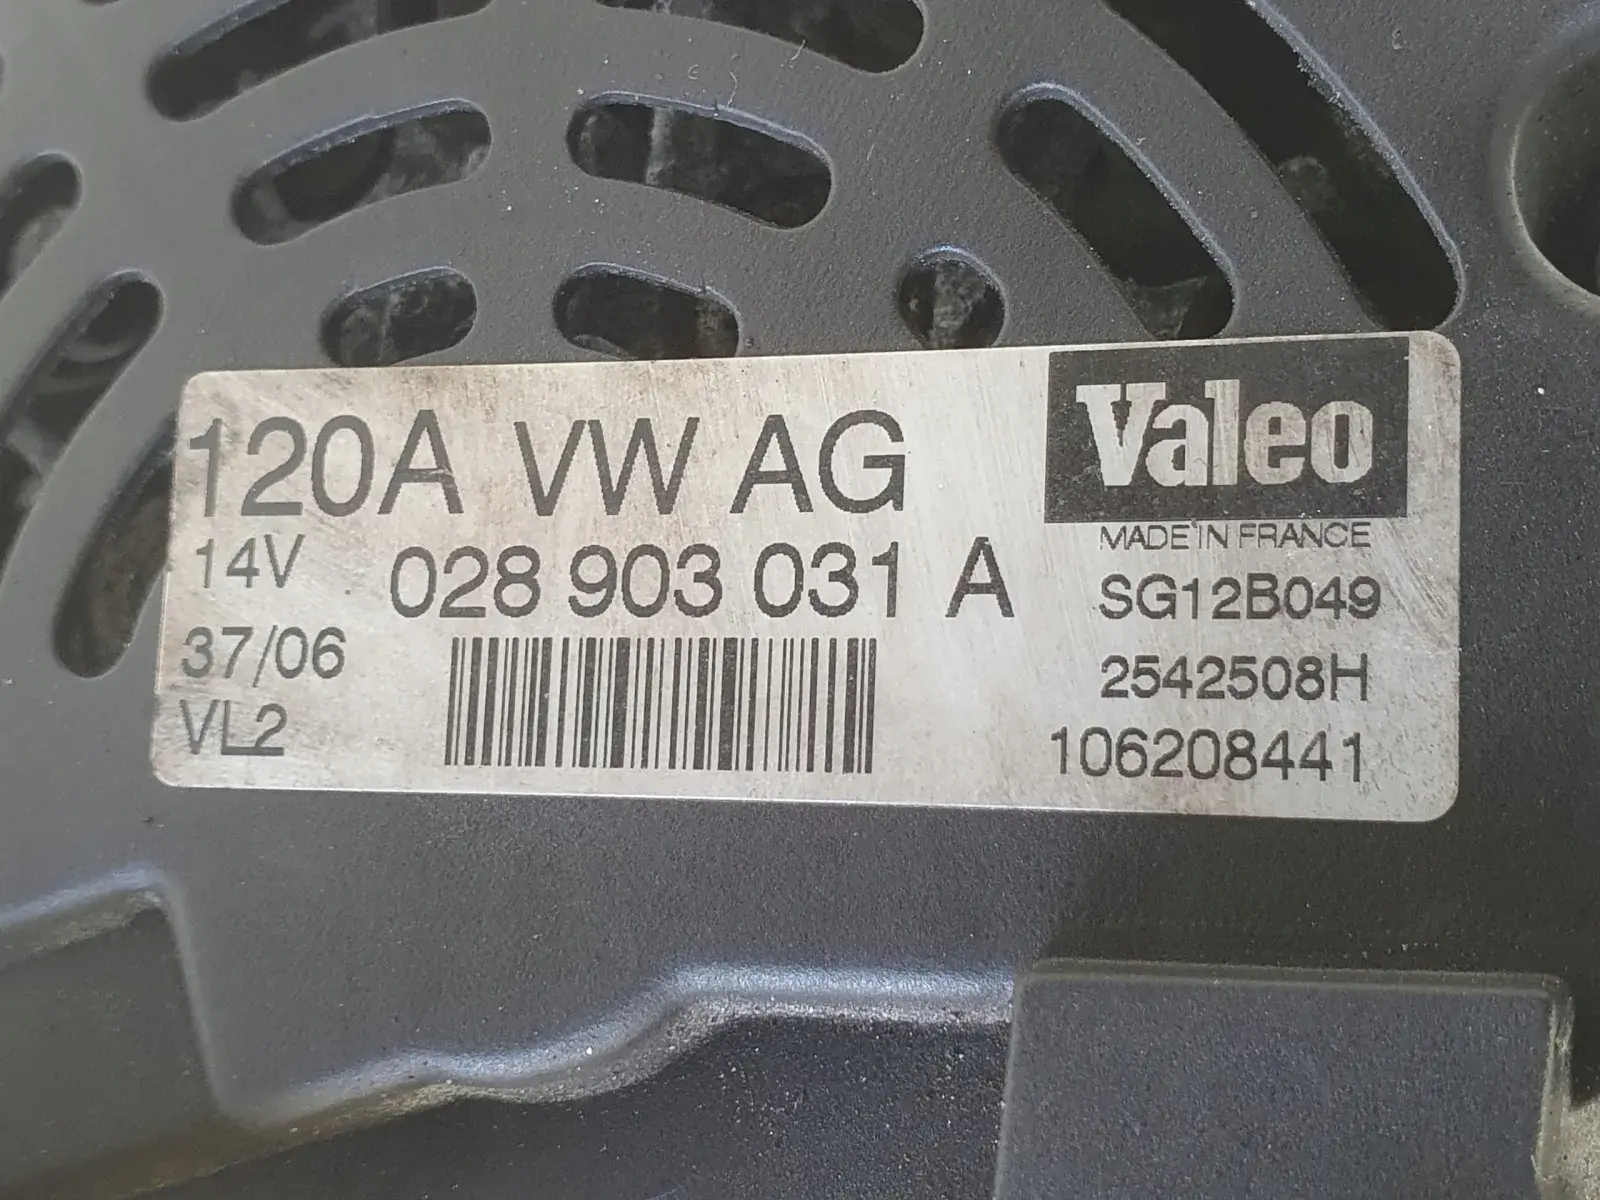 120A VW AG
Valeo
MADE IN FRANCE
14V 028 903 031 A SG12B049
37/06 2542508H
VL2 106208441